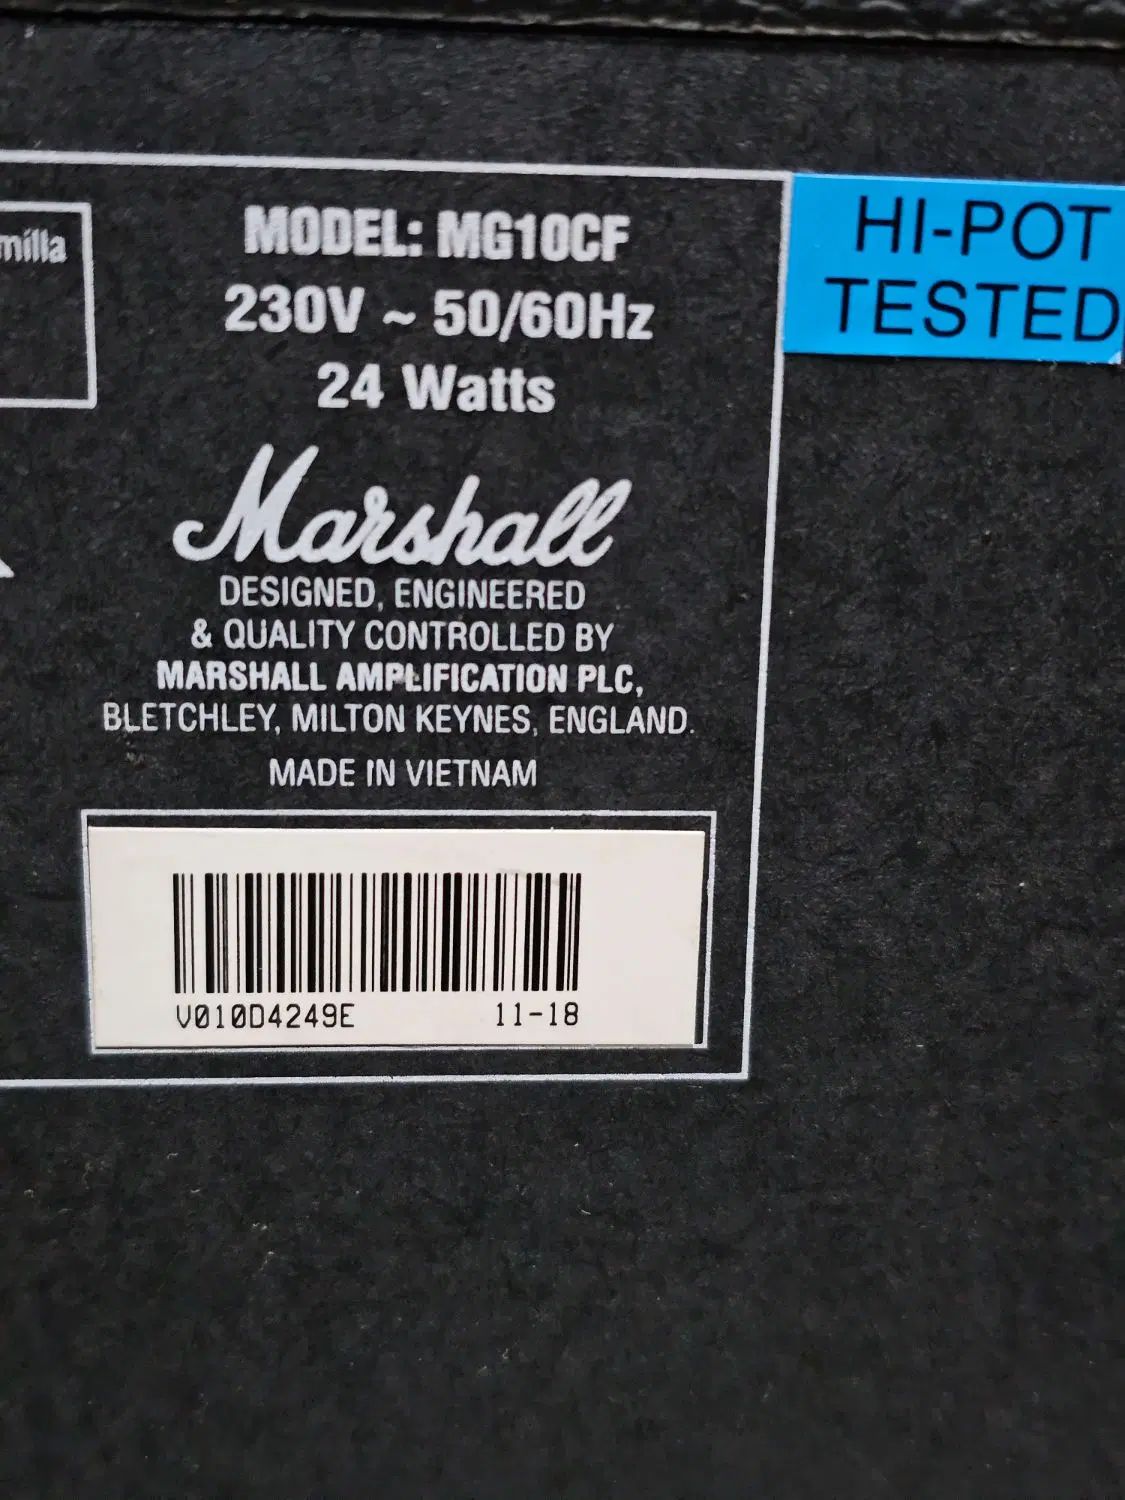 milla
MODEL: MG10CF
230V ~ 50/60Hz
24 Watts
HI-POT
TESTED
Marshall
DESIGNED, ENGINEERED
& QUALITY CONTROLLED BY
MARSHALL AMPLIFICATION PLC,
BLETCHLEY, MILTON KEYNES, ENGLAND.
MADE IN VIETNAM
V010D4249E 11-18